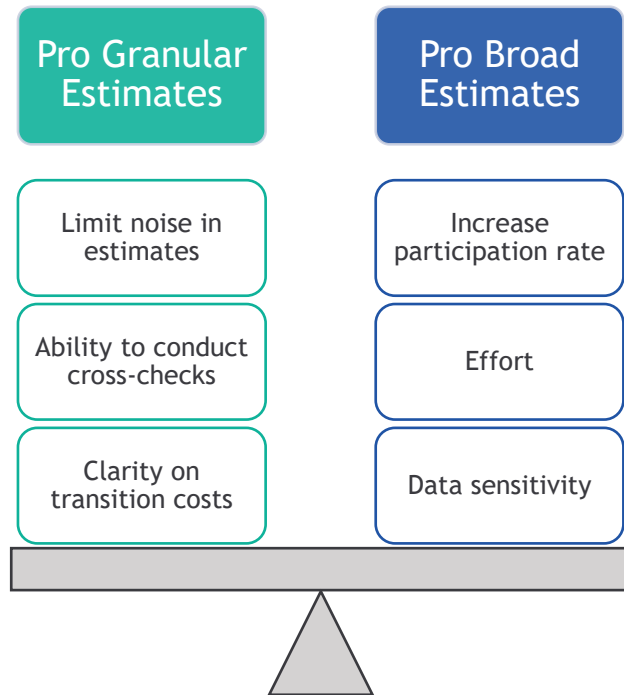 Pro Granular
Estimates
Limit noise in
estimates
Ability to conduct
cross-checks
Clarity on
transition costs
Pro Broad
Estimates
Increase
participation rate
Effort
Data sensitivity